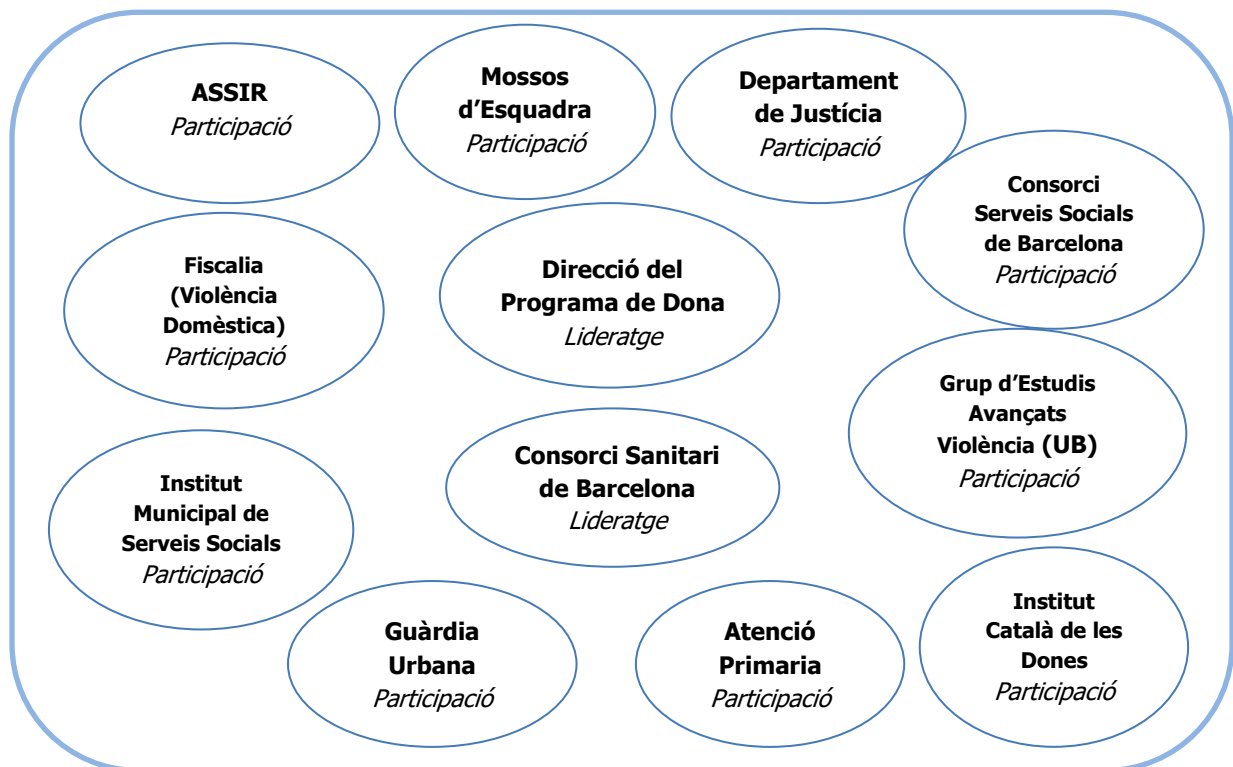 ASSIR
Participació
Mossos
d’Esquadra
Participació
Departament
de Justícia
Participació
Consorci
Serveis Socials
de Barcelona
Participació
Fiscalia
(Violència
Domèstica)
Participació
Direcció del
Programa de Dona
Lideratge
Grup d’Estudis
Avançats
Violència (UB)
Participació
Consorci Sanitari
de Barcelona
Lideratge
Institut
Municipal de
Serveis Socials
Participació
Guàrdia
Urbana
Participació
Atenció
Primaria
Participació
Institut
Català de les
Dones
Participació